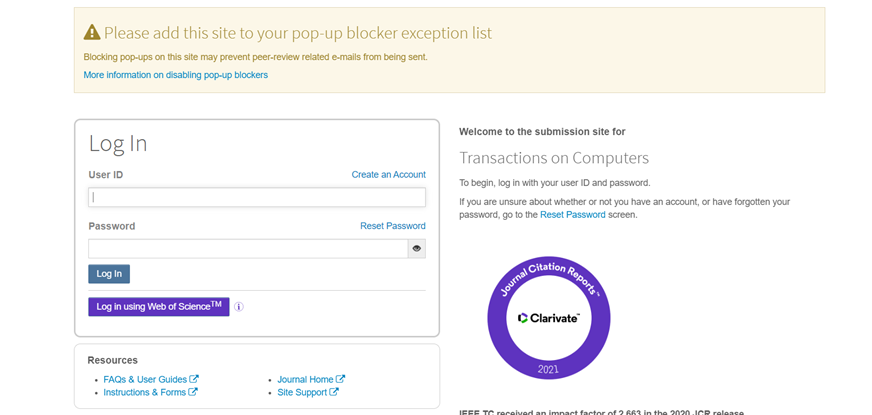 Please add this site to your pop-up blocker exception list
Blocking pop-ups on this site may prevent peer-review related e-mails from being sent.
More information on disabling pop-up blockers
Log In
User ID
Create an Account
Password
Reset Password
Log In
Log in using Web of Science™
Resources
FAQs & User Guides
Journal Home
Instructions & Forms
Site Support
Welcome to the submission site for
Transactions on Computers
To begin, log in with your user ID and password.
If you are unsure about whether or not you have an account, or have forgotten your
password, go to the Reset Password screen.
Journal Citation Reports™
Clarivate™
2021
IEEE TC received an impact factor of 2.663 in the 2020 JCR release